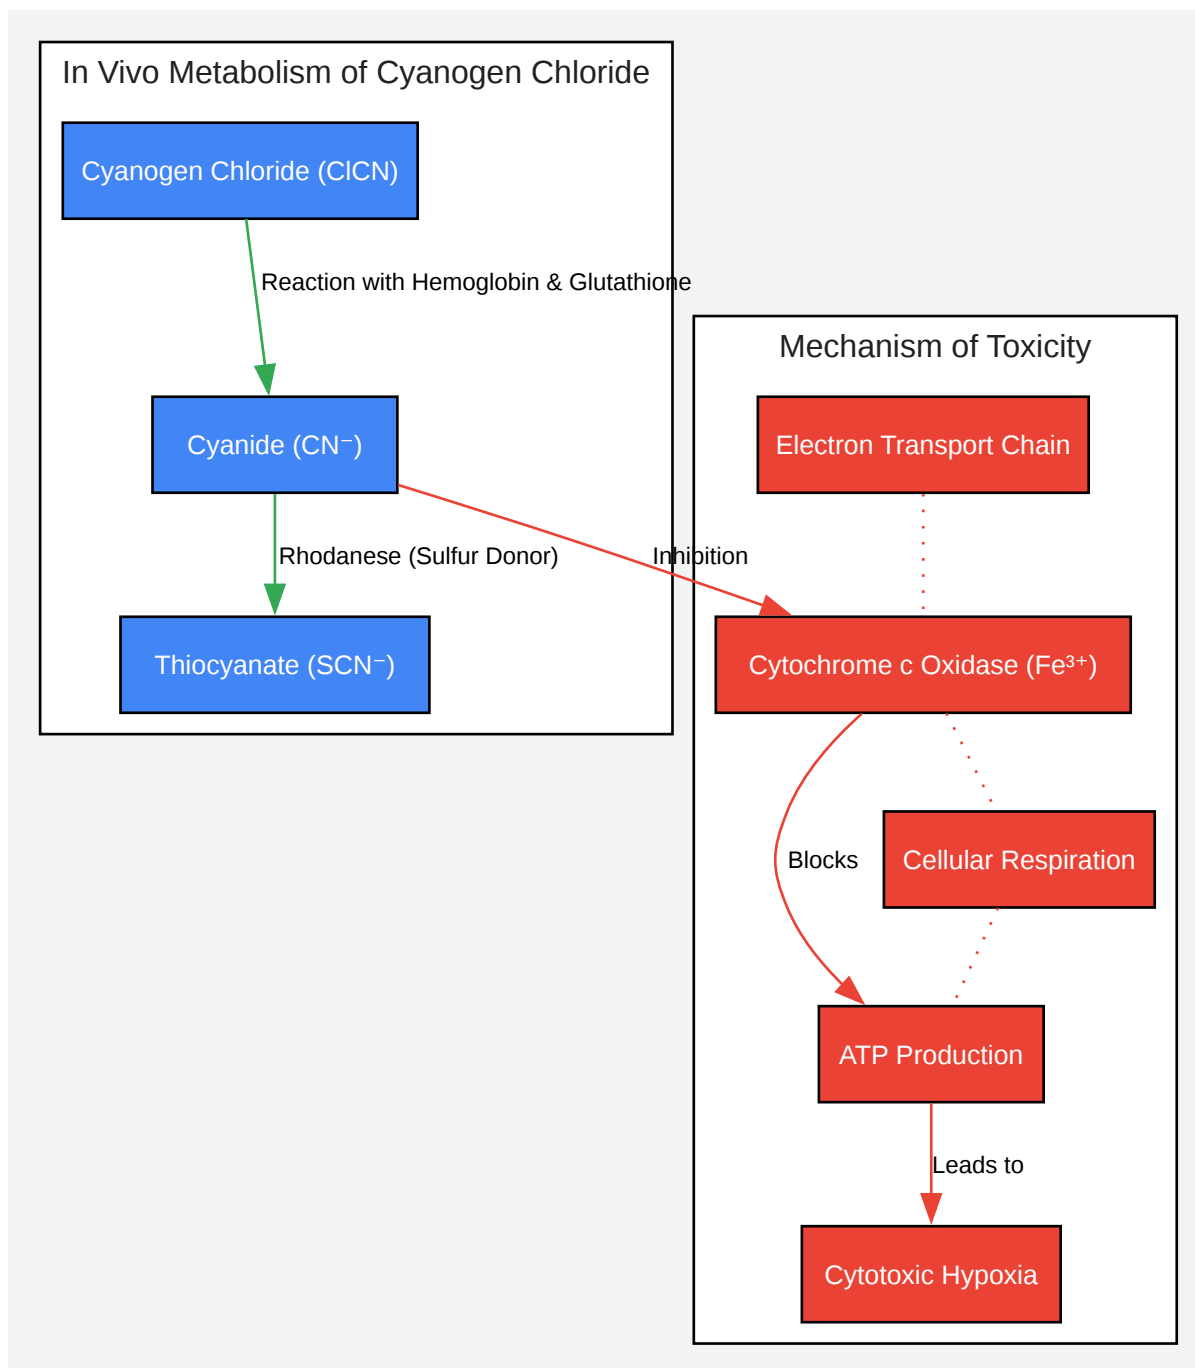 In Vivo Metabolism of Cyanogen Chloride
Cyanogen Chloride (ClCN)
Reaction with Hemoglobin & Glutathione
Cyanide (CN⁻)
Rhodanese (Sulfur Donor)
Thiocyanate (SCN⁻)
Inhibition
Mechanism of Toxicity
Electron Transport Chain
Cytochrome c Oxidase (Fe³⁺)
Blocks
Cellular Respiration
ATP Production
Leads to
Cytotoxic Hypoxia